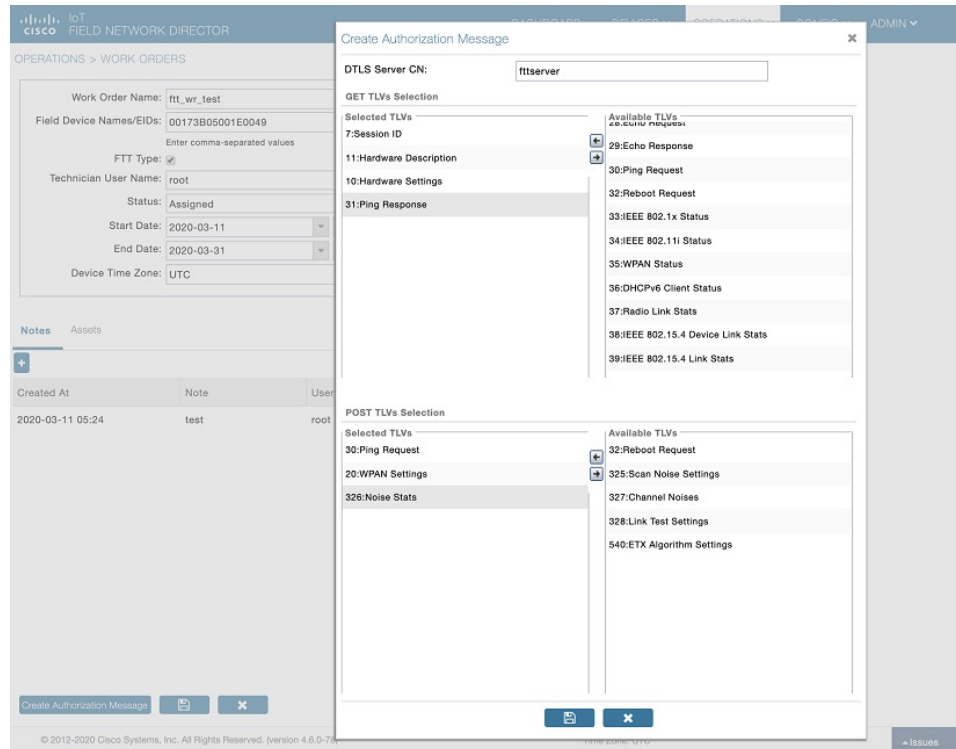 IoT
CISCO FIELD NETWORK DIRECTOR
ADMIN
OPERATIONS > WORK ORDERS
Work Order Name: ftt_wr_test
Field Device Names/EIDs: 00173B05001E0049
Enter comma-separated values
FTT Type:
Technician User Name: root
Status: Assigned
Start Date: 2020-03-11
End Date: 2020-03-31
Device Time Zone: UTC
Notes Assets
Created At Note User
2020-03-11 05:24 test root
Create Authorization Message
© 2012-2020 Cisco Systems, Inc. All Rights Reserved. (version 4.6.0-78)
Time Zone: UTC
Issues
Create Authorization Message
DTLS Server CN: fttserver
GET TLVs Selection
Selected TLVs
7:Session ID
11:Hardware Description
10:Hardware Settings
31:Ping Response
Available TLVs
28:Echo Request
29:Echo Response
30:Ping Request
32:Reboot Request
33:IEEE 802.1x Status
34:IEEE 802.11i Status
35:WPAN Status
36:DHCPv6 Client Status
37:Radio Link Stats
38:IEEE 802.15.4 Device Link Stats
39:IEEE 802.15.4 Link Stats
POST TLVs Selection
Selected TLVs
30:Ping Request
20:WPAN Settings
326:Noise Stats
Available TLVs
32:Reboot Request
325:Scan Noise Settings
327:Channel Noises
328:Link Test Settings
540:ETX Algorithm Settings